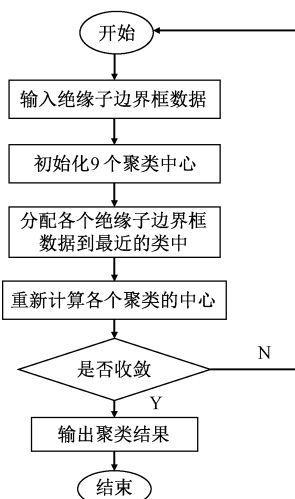 开始
输入绝缘子边界框数据
初始化9个聚类中心
分配各个绝缘子边界框
数据到最近的类中
重新计算各个聚类的中心
是否收敛
N
Y
输出聚类结果
结束